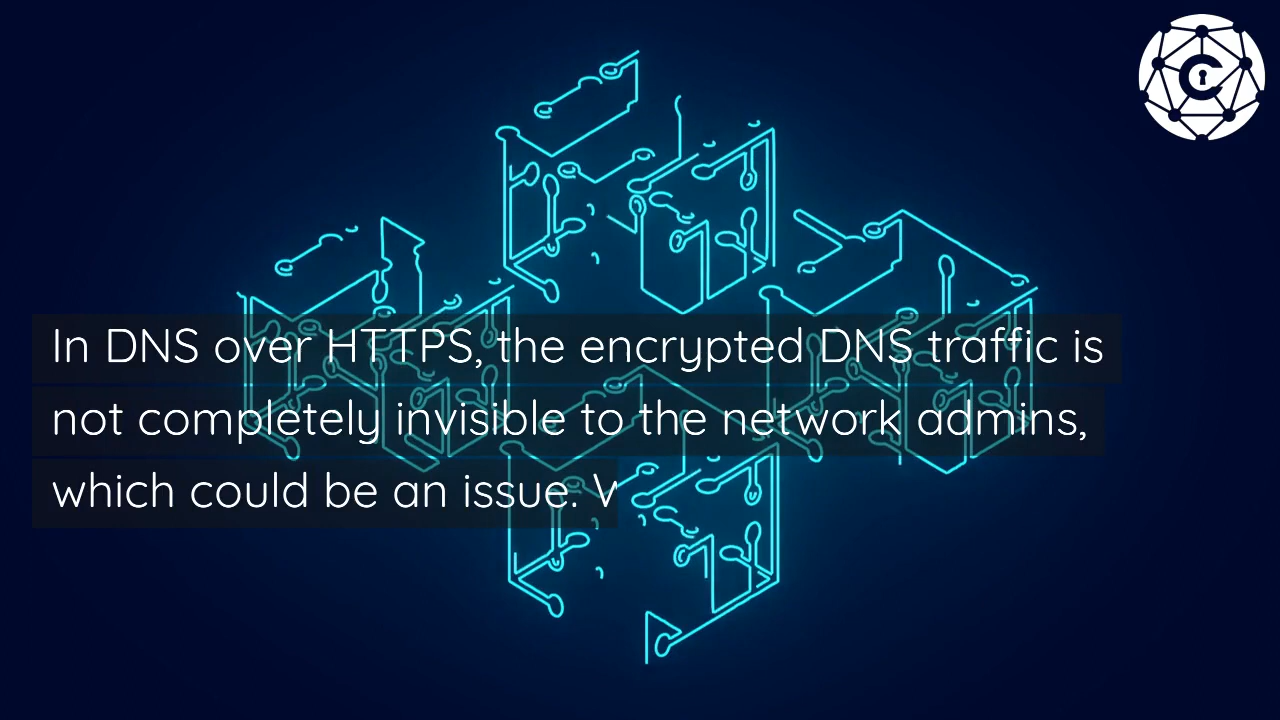 In DNS over HTTPS, the encrypted DNS traffic is
not completely invisible to the network admins,
which could be an issue.